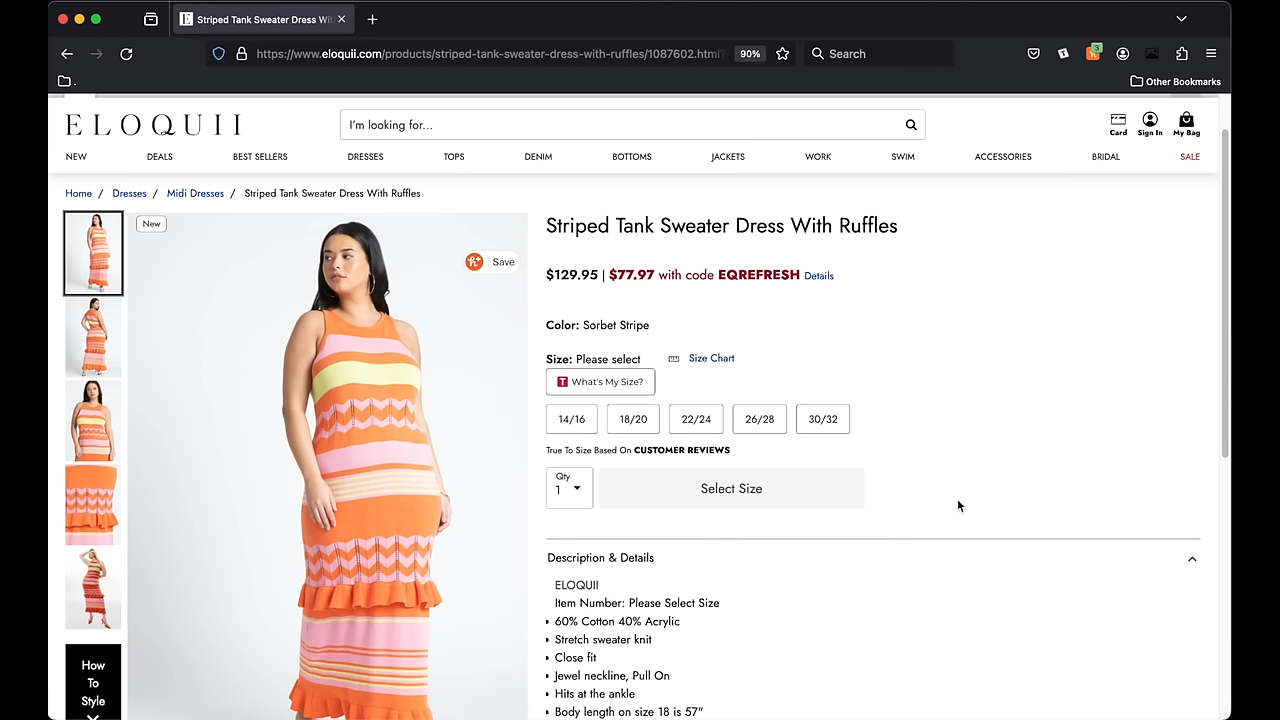 Striped Tank Sweater Dress Wit
https://www.eloquii.com/products/striped-tank-sweater-dress-with-ruffles/1087602.html?
90%
Search
3
.
Other Bookmarks
ELOQUII
I'm looking for...
Card
Sign In
My Bag
NEW
DEALS
BEST SELLERS
DRESSES
TOPS
DENIM
BOTTOMS
JACKETS
WORK
SWIM
ACCESSORIES
BRIDAL
SALE
Home / Dresses / Midi Dresses / Striped Tank Sweater Dress With Ruffles
New
Save
How
To
Style
Striped Tank Sweater Dress With Ruffles
$129.95 | $77.97 with code EQREFRESH Details
Color: Sorbet Stripe
Size: Please select
Size Chart
T What's My Size?
14/16
18/20
22/24
26/28
30/32
True To Size Based On CUSTOMER REVIEWS
Qty
1
Select Size
Description & Details
ELOQUII
Item Number: Please Select Size
60% Cotton 40% Acrylic
Stretch sweater knit
Close fit
Jewel neckline, Pull On
Hits at the ankle
Body length on size 18 is 57"